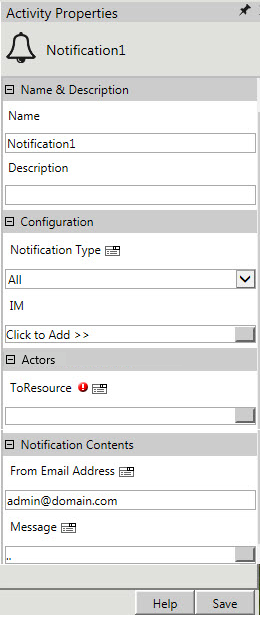 Activity Properties
Notification1
Name & Description
Name
Notification1
Description
Configuration
Notification Type
All
IM
Click to Add >>
Actors
ToResource
Notification Contents
From Email Address
admin@domain.com
Message
..
Help
Save